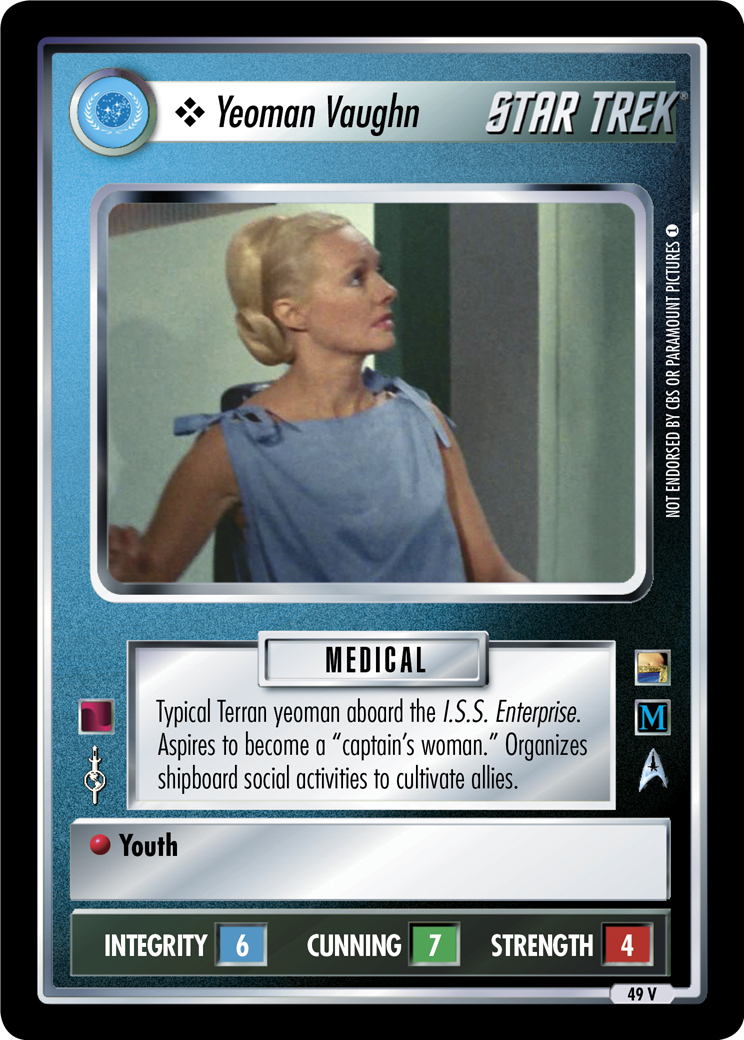 ❖ Yeoman Vaughn
STAR TREK®
NOT ENDORSED BY CBS OR PARAMOUNT PICTURES 1
MEDICAL
Typical Terran yeoman aboard the I.S.S. Enterprise.
Aspires to become a “captain’s woman.” Organizes
shipboard social activities to cultivate allies.
M
Youth
INTEGRITY 6 CUNNING 7 STRENGTH 4
49 V